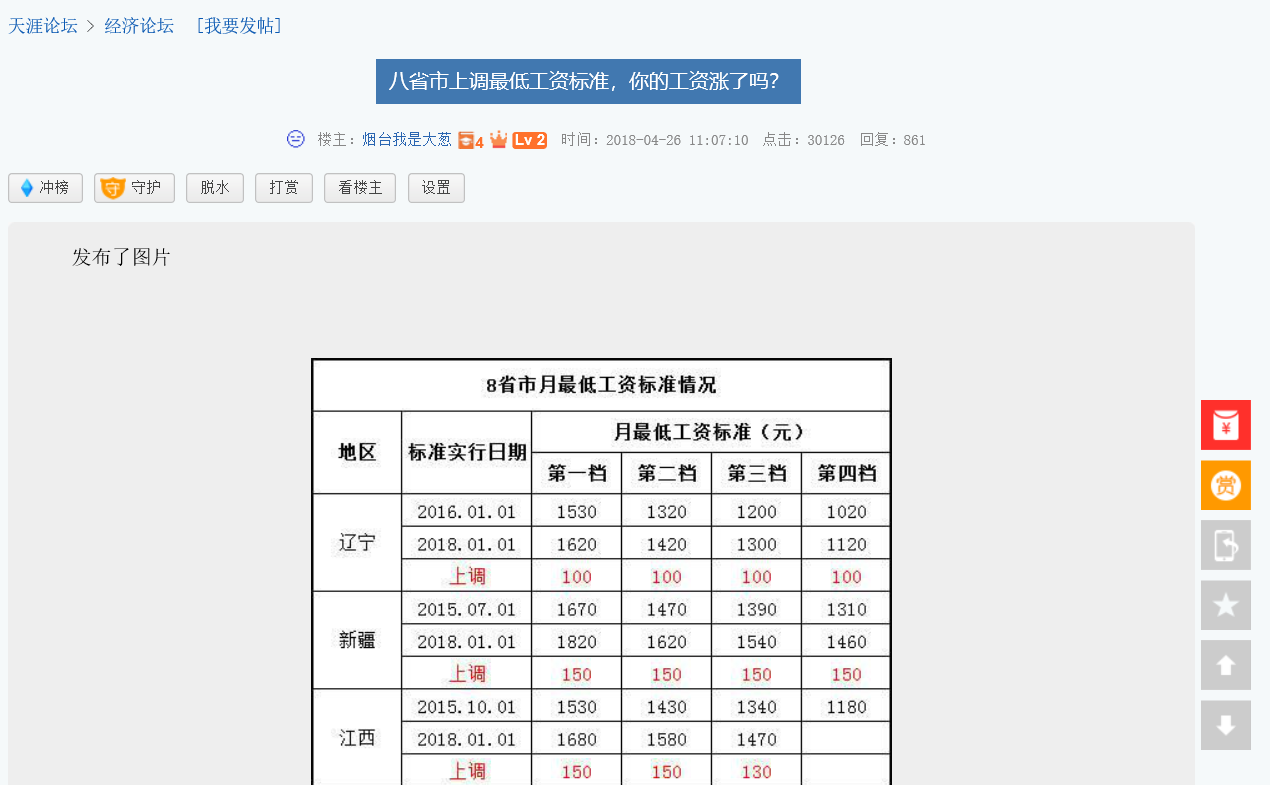 天涯论坛 > 经济论坛 [我要发帖]
八省市上调最低工资标准，你的工资涨了吗？
楼主：烟台我是大葱 4 Lv 2 时间：2018-04-26 11:07:10 点击：30126 回复：861
冲榜 守 守护 脱水 打赏 看楼主 设置
发布了图片
8省市月最低工资标准情况
地区 标准实行日期 月最低工资标准（元）
第一档 第二档 第三档 第四档
辽宁
2016.01.01 1530 1320 1200 1020
2018.01.01 1620 1420 1300 1120
上调 100 100 100 100
新疆
2015.07.01 1670 1470 1390 1310
2018.01.01 1820 1620 1540 1460
上调 150 150 150 150
江西
2015.10.01 1530 1430 1340 1180
2018.01.01 1680 1580 1470
上调 150 150 130
¥
赏